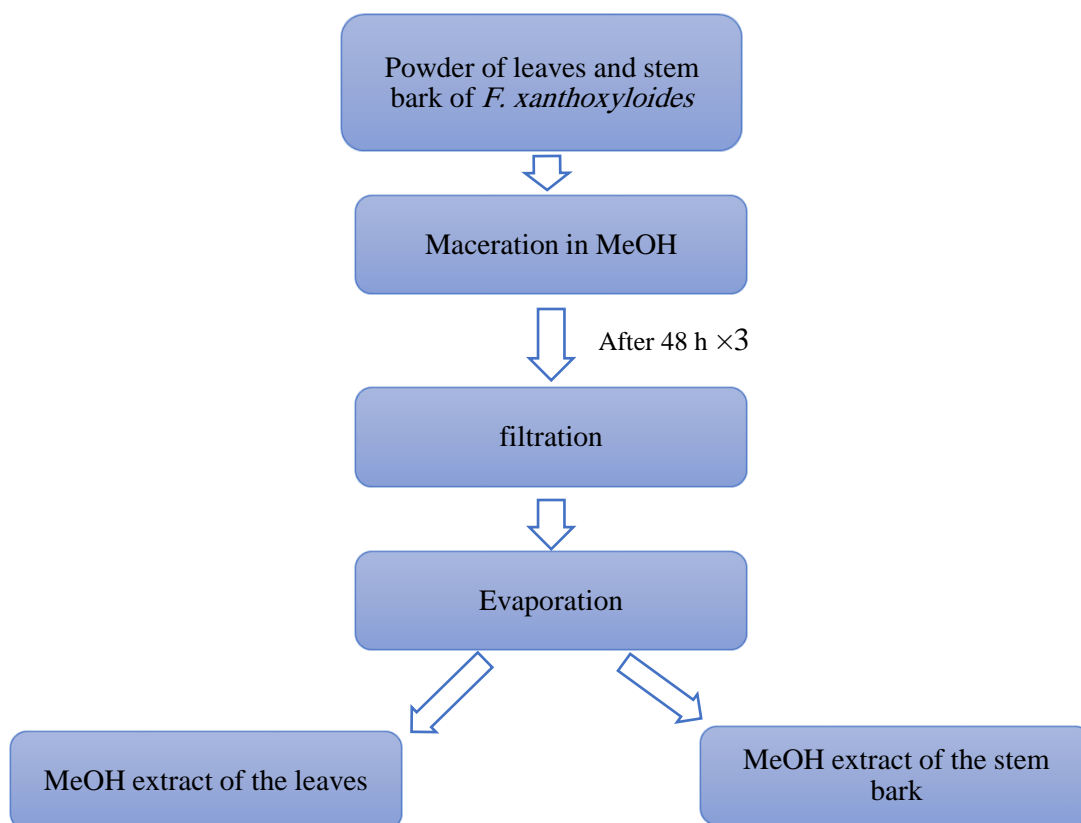 Powder of leaves and stem
bark of F. xanthoxyloides
Maceration in MeOH
After 48 h ×3
filtration
Evaporation
MeOH extract of the leaves
MeOH extract of the stem
bark